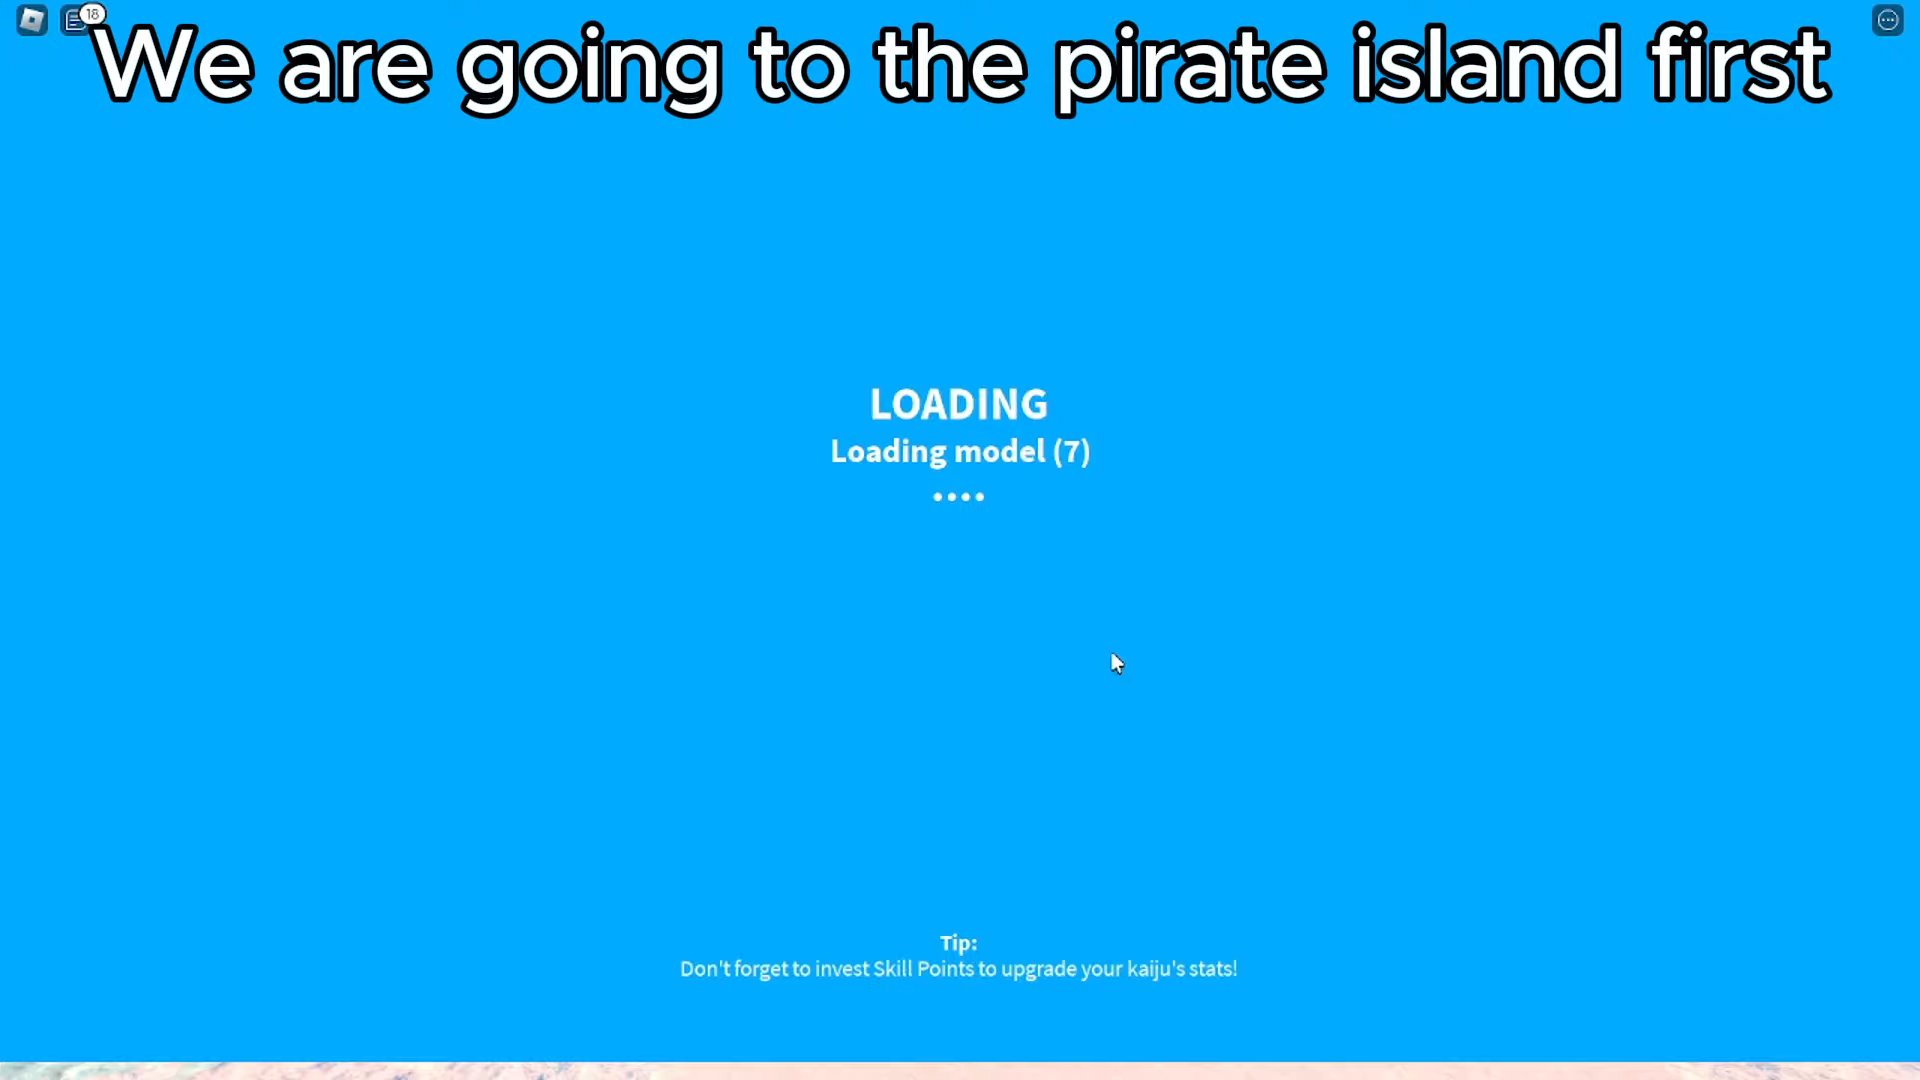 18
We are going to the pirate island first
LOADING
Loading model (7)
Tip:
Don't forget to invest Skill Points to upgrade your kaiju's stats!